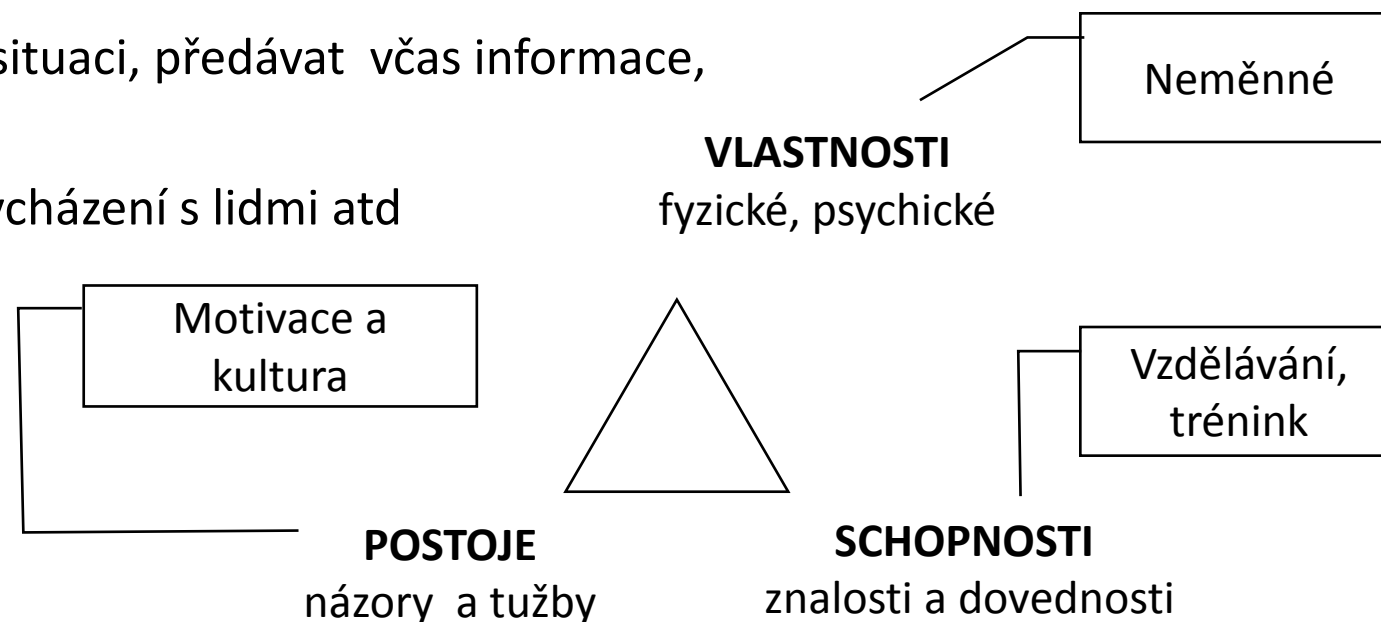 situaci, předávat  včas informace,
Neměnné
VLASTNOSTI
fyzické, psychické
vycházení s lidmi atd
Motivace a
kultura
Vzdělávání,
trénink
POSTOJE
názory  a tužby
SCHOPNOSTI
znalosti a dovednosti